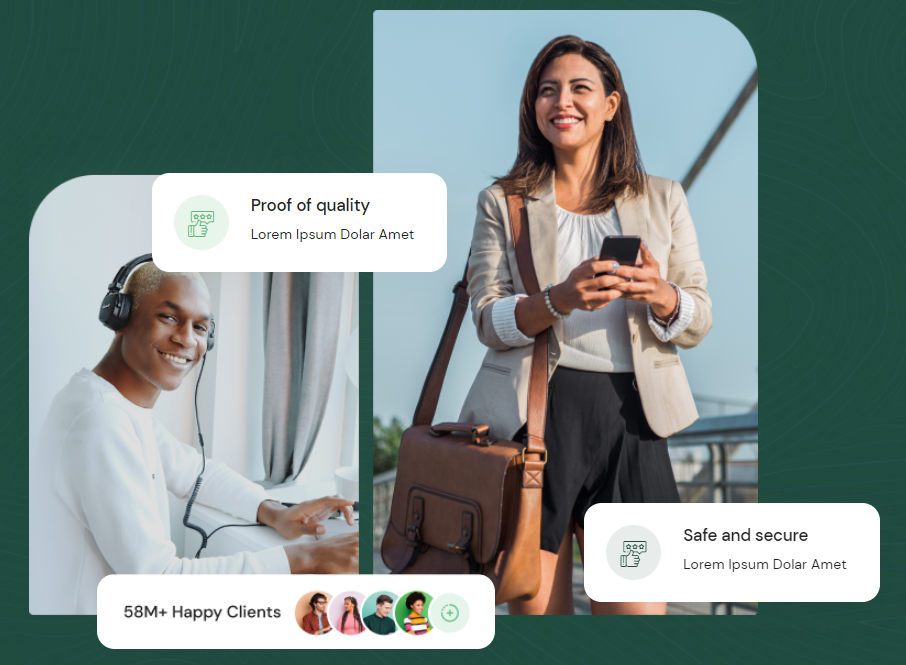 Proof of quality
Lorem Ipsum Dolar Amet
Safe and secure
Lorem Ipsum Dolar Amet
58M+ Happy Clients